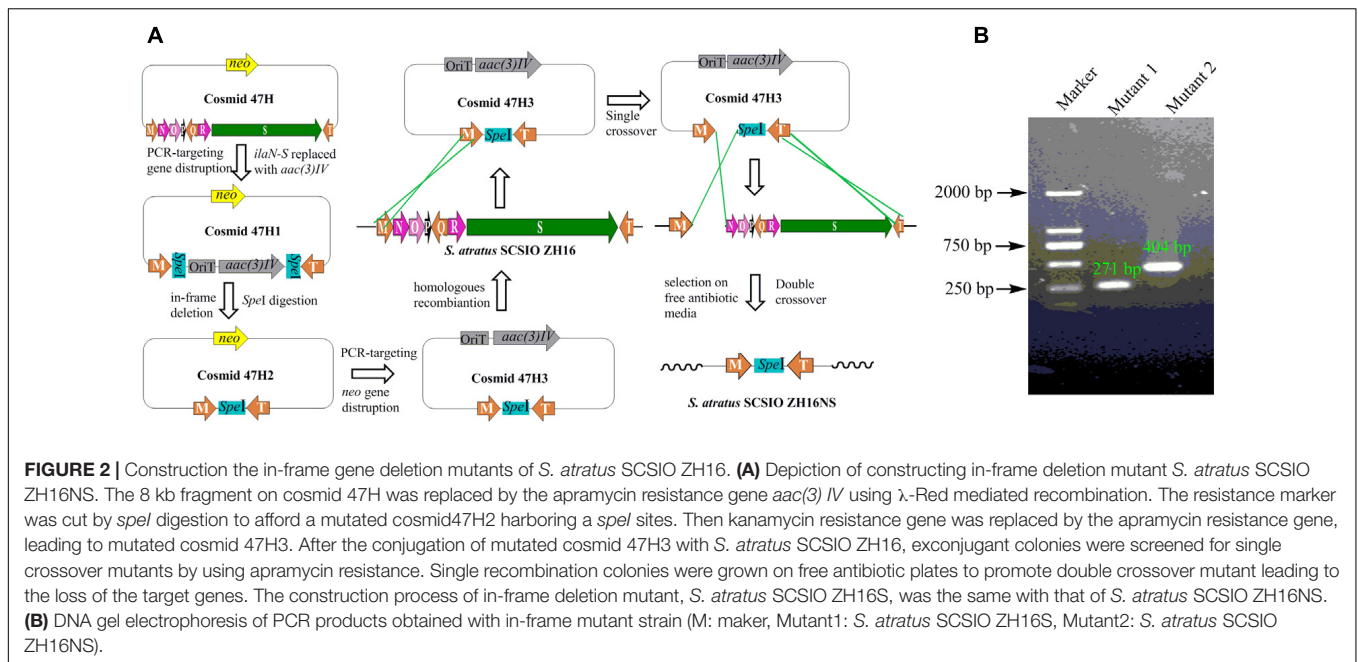 A
neo
Cosmid 47H
M N O P Q R S T
PCR-targeting
gene distruption
ilaN-S replaced
with aac(3)IV
neo
Cosmid 47H1
M SpeI OriT aac(3)IV SpeI T
in-frame
deletion
SpeI digestion
neo
Cosmid 47H2
M SpeI T
PCR-targeting
neo gene
distruption
OriT aac(3)IV
Cosmid 47H3
M SpeI T
homologoues
recombiantion
M N O P Q R S T
S. atratus SCSIO ZH16
OriT aac(3)IV
Cosmid 47H3
M SpeI T
Single
crossover
OriT aac(3)IV
Cosmid 47H3
M SpeI T
M N O P Q R S T
selection on
free antibiotic
media
Double
crossover
M SpeI T
S. atratus SCSIO ZH16NS
B
Marker
Mutant 1
Mutant 2
2000 bp
750 bp
250 bp
271 bp
404 bp
FIGURE 2 | Construction the in-frame gene deletion mutants of S. atratus SCSIO ZH16. (A) Depiction of constructing in-frame deletion mutant S. atratus SCSIO
ZH16NS. The 8 kb fragment on cosmid 47H was replaced by the apramycin resistance gene aac(3) IV using λ-Red mediated recombination. The resistance marker
was cut by speI digestion to afford a mutated cosmid47H2 harboring a speI sites. Then kanamycin resistance gene was replaced by the apramycin resistance gene,
leading to mutated cosmid 47H3. After the conjugation of mutated cosmid 47H3 with S. atratus SCSIO ZH16, exconjugant colonies were screened for single
crossover mutants by using apramycin resistance. Single recombination colonies were grown on free antibiotic plates to promote double crossover mutant leading to
the loss of the target genes. The construction process of in-frame deletion mutant, S. atratus SCSIO ZH16S, was the same with that of S. atratus SCSIO ZH16NS.
(B) DNA gel electrophoresis of PCR products obtained with in-frame mutant strain (M: maker, Mutant1: S. atratus SCSIO ZH16S, Mutant2: S. atratus SCSIO
ZH16NS).